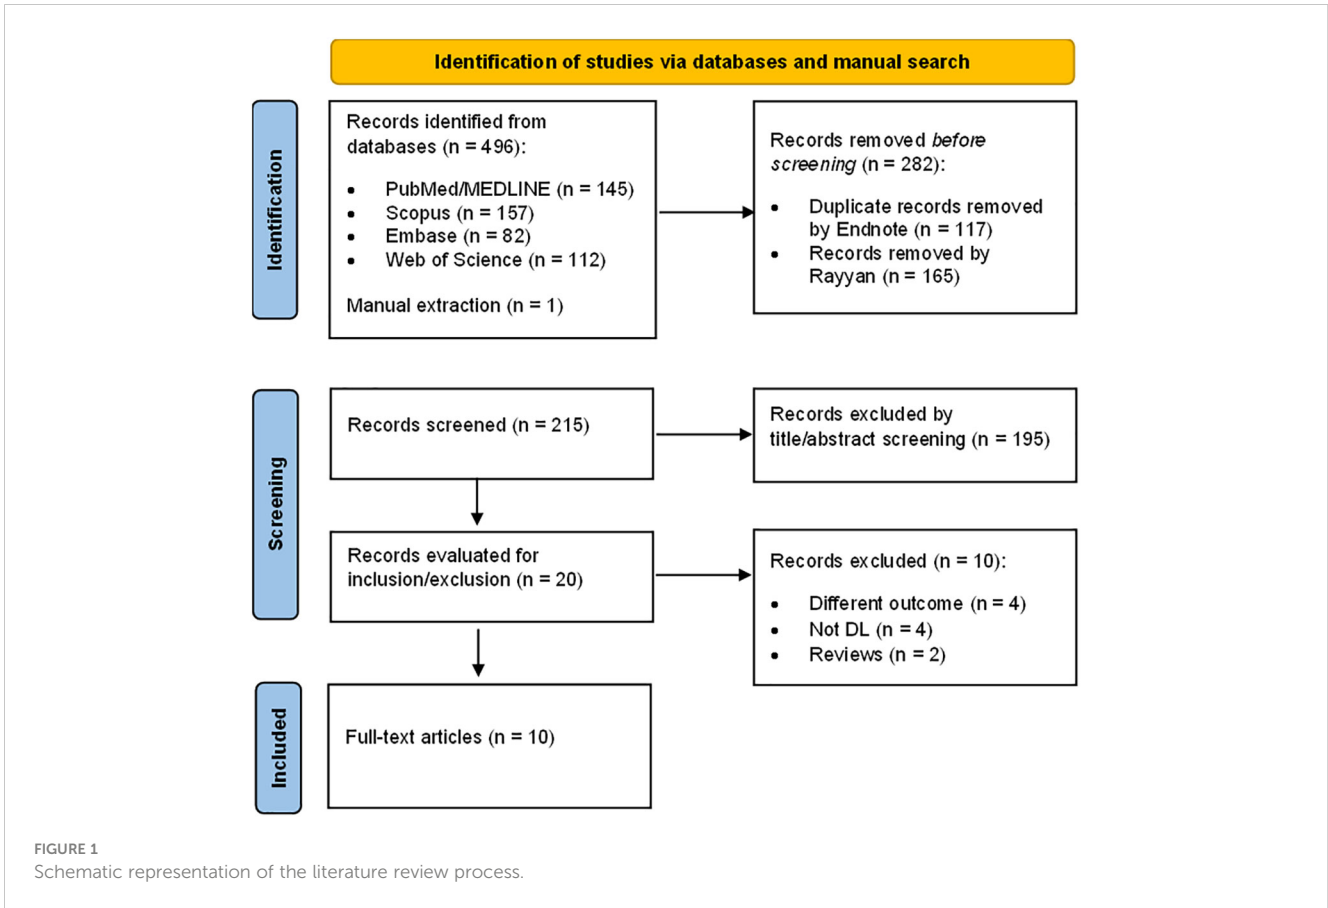 Identification of studies via databases and manual search
Identification
Records identified from
databases (n = 496):
• PubMed/MEDLINE (n = 145)
• Scopus (n = 157)
• Embase (n = 82)
• Web of Science (n = 112)
Manual extraction (n = 1)
Records removed before
screening (n = 282):
• Duplicate records removed
by Endnote (n = 117)
• Records removed by
Rayyan (n = 165)
Screening
Records screened (n = 215)
Records excluded by
title/abstract screening (n = 195)
Records evaluated for
inclusion/exclusion (n = 20)
Records excluded (n = 10):
• Different outcome (n = 4)
• Not DL (n = 4)
• Reviews (n = 2)
Included
Full-text articles (n = 10)
FIGURE 1
Schematic representation of the literature review process.